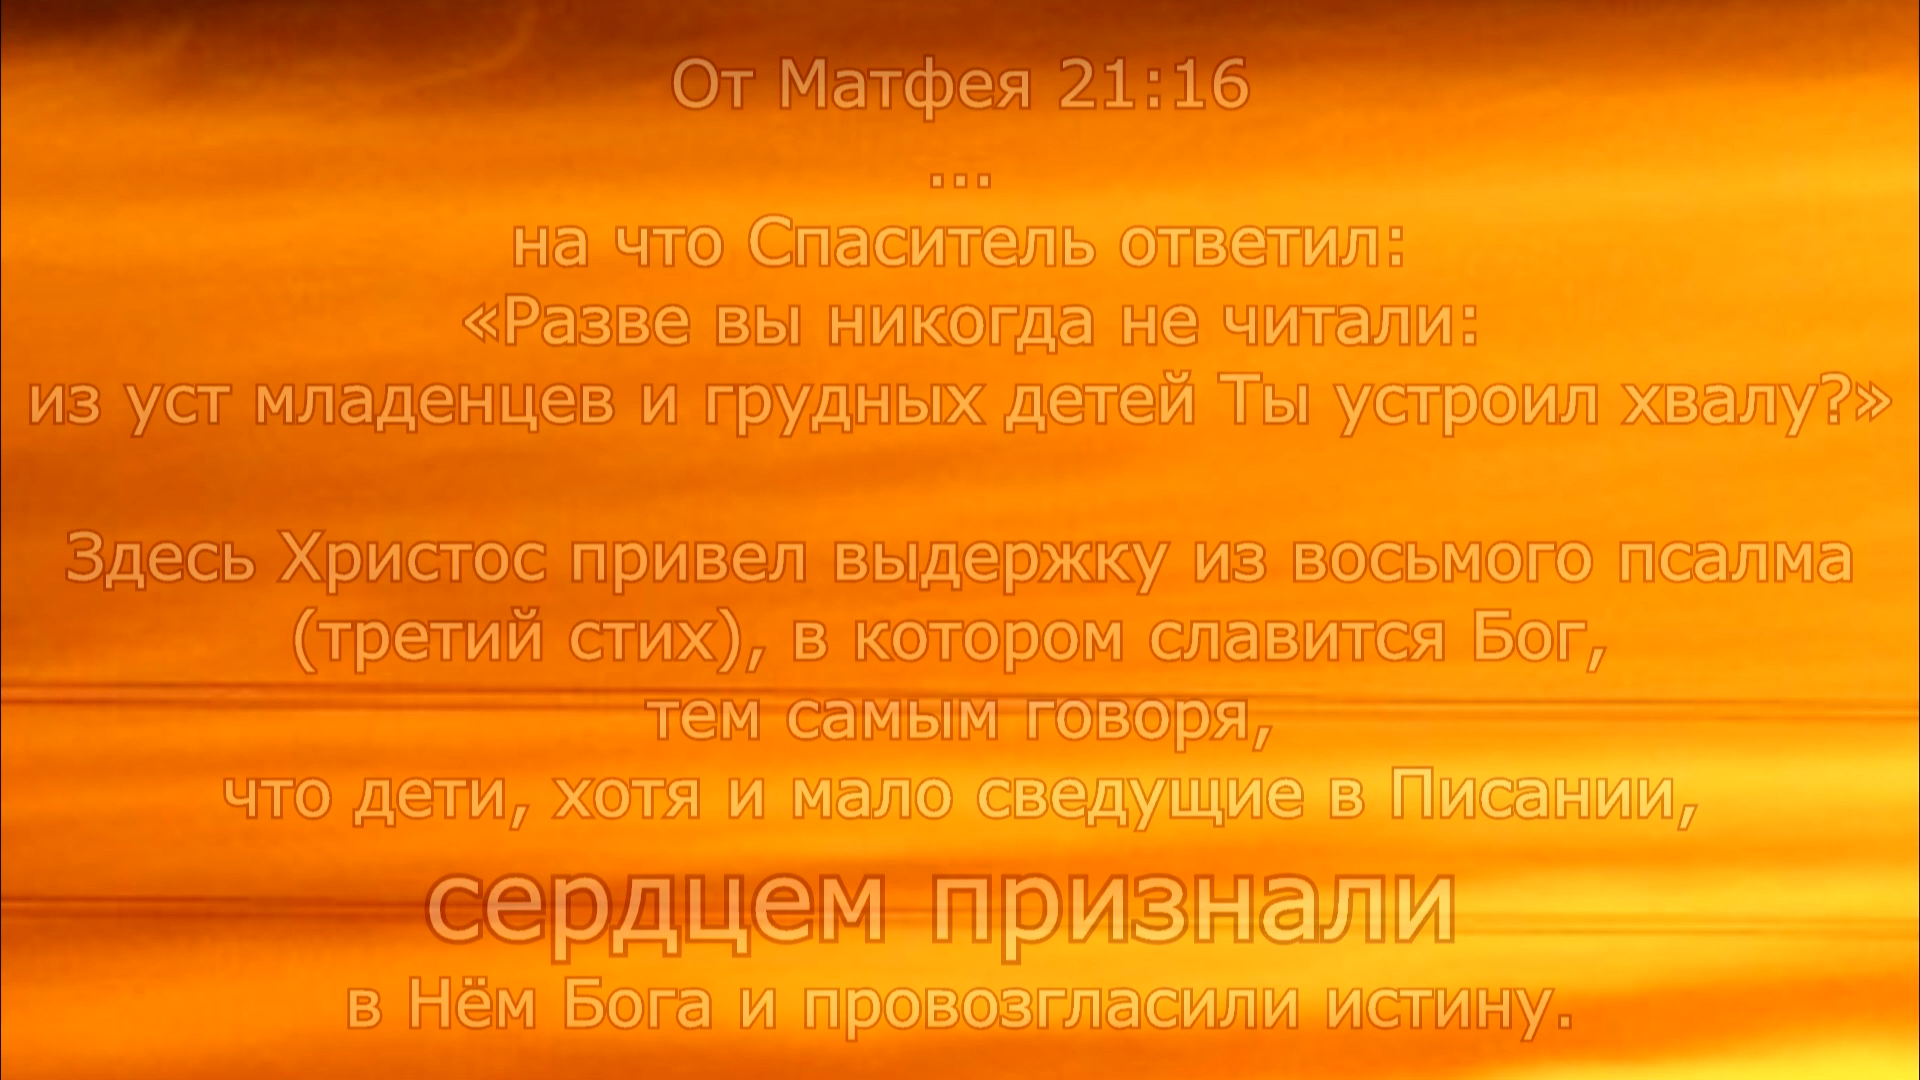 От Матфея 21:16
...
на что Спаситель ответил:
«Разве вы никогда не читали:
из уст младенцев и грудных детей Ты устроил хвалу?»
Здесь Христос привел выдержку из восьмого псалма
(третий стих), в котором славится Бог,
тем самым говоря,
что дети, хотя и мало сведущие в Писании,
сердцем признали
в Нём Бога и провозгласили истину.